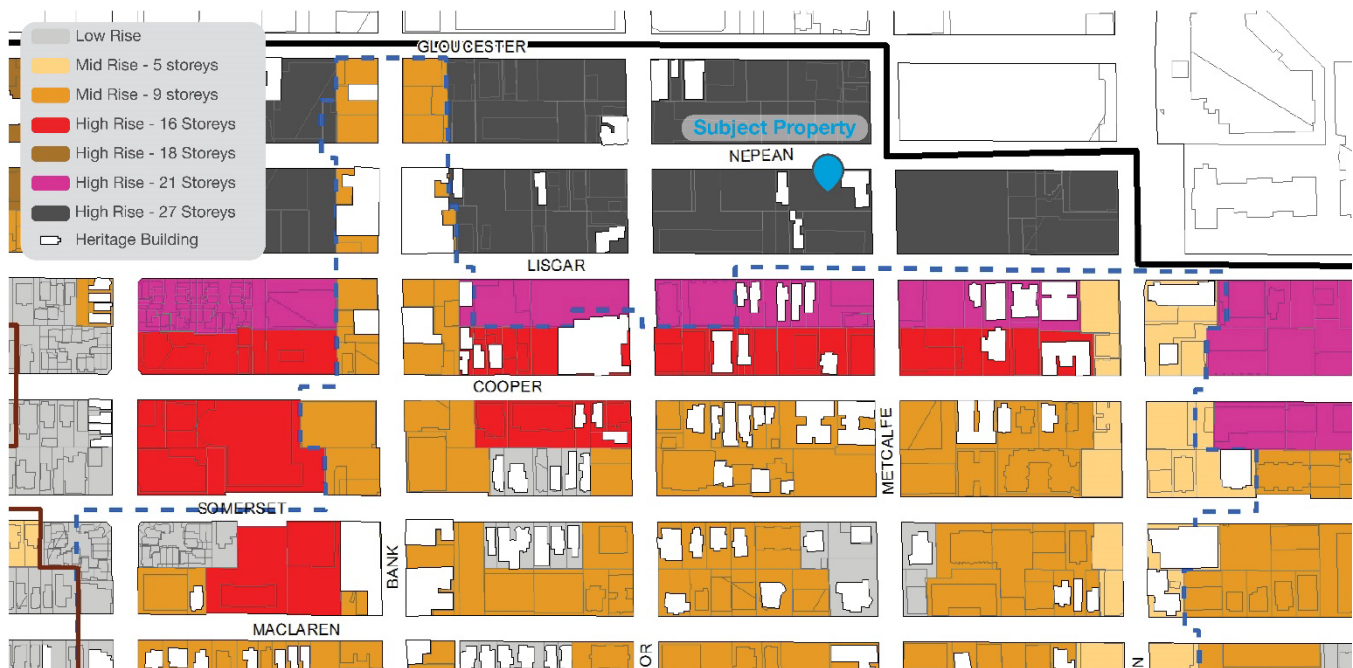 Low Rise
Mid Rise - 5 storeys
Mid Rise - 9 storeys
High Rise - 16 Storeys
High Rise - 18 Storeys
High Rise - 21 Storeys
High Rise - 27 Storeys
Heritage Building
GLOUCESTER
Subject Property
NEPEAN
LISGAR
COOPER
METCALFE
SOMERSET
BANK
MACLAREN
OR
N